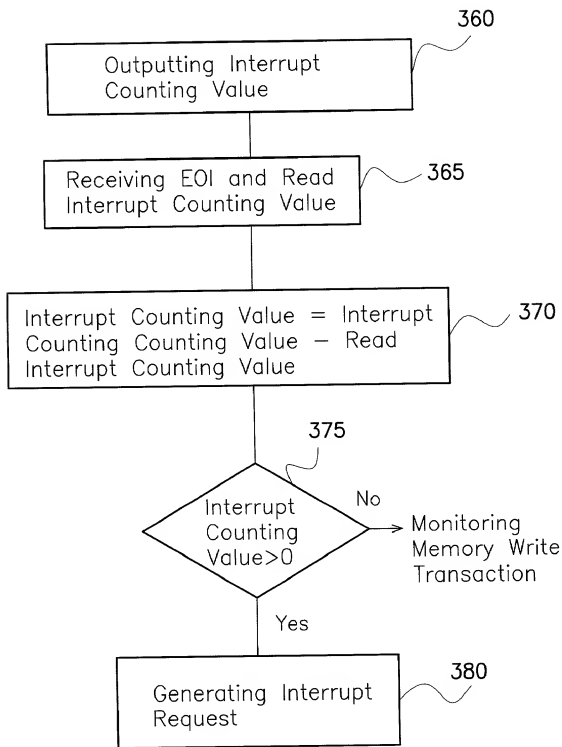 360
Outputting Interrupt
Counting Value
Receiving EOI and Read
Interrupt Counting Value
365
Interrupt Counting Value = Interrupt
Counting Counting Value - Read
Interrupt Counting Value
370
375
Interrupt
Counting
Value>0
No
Monitoring
Memory Write
Transaction
Yes
Generating Interrupt
Request
380